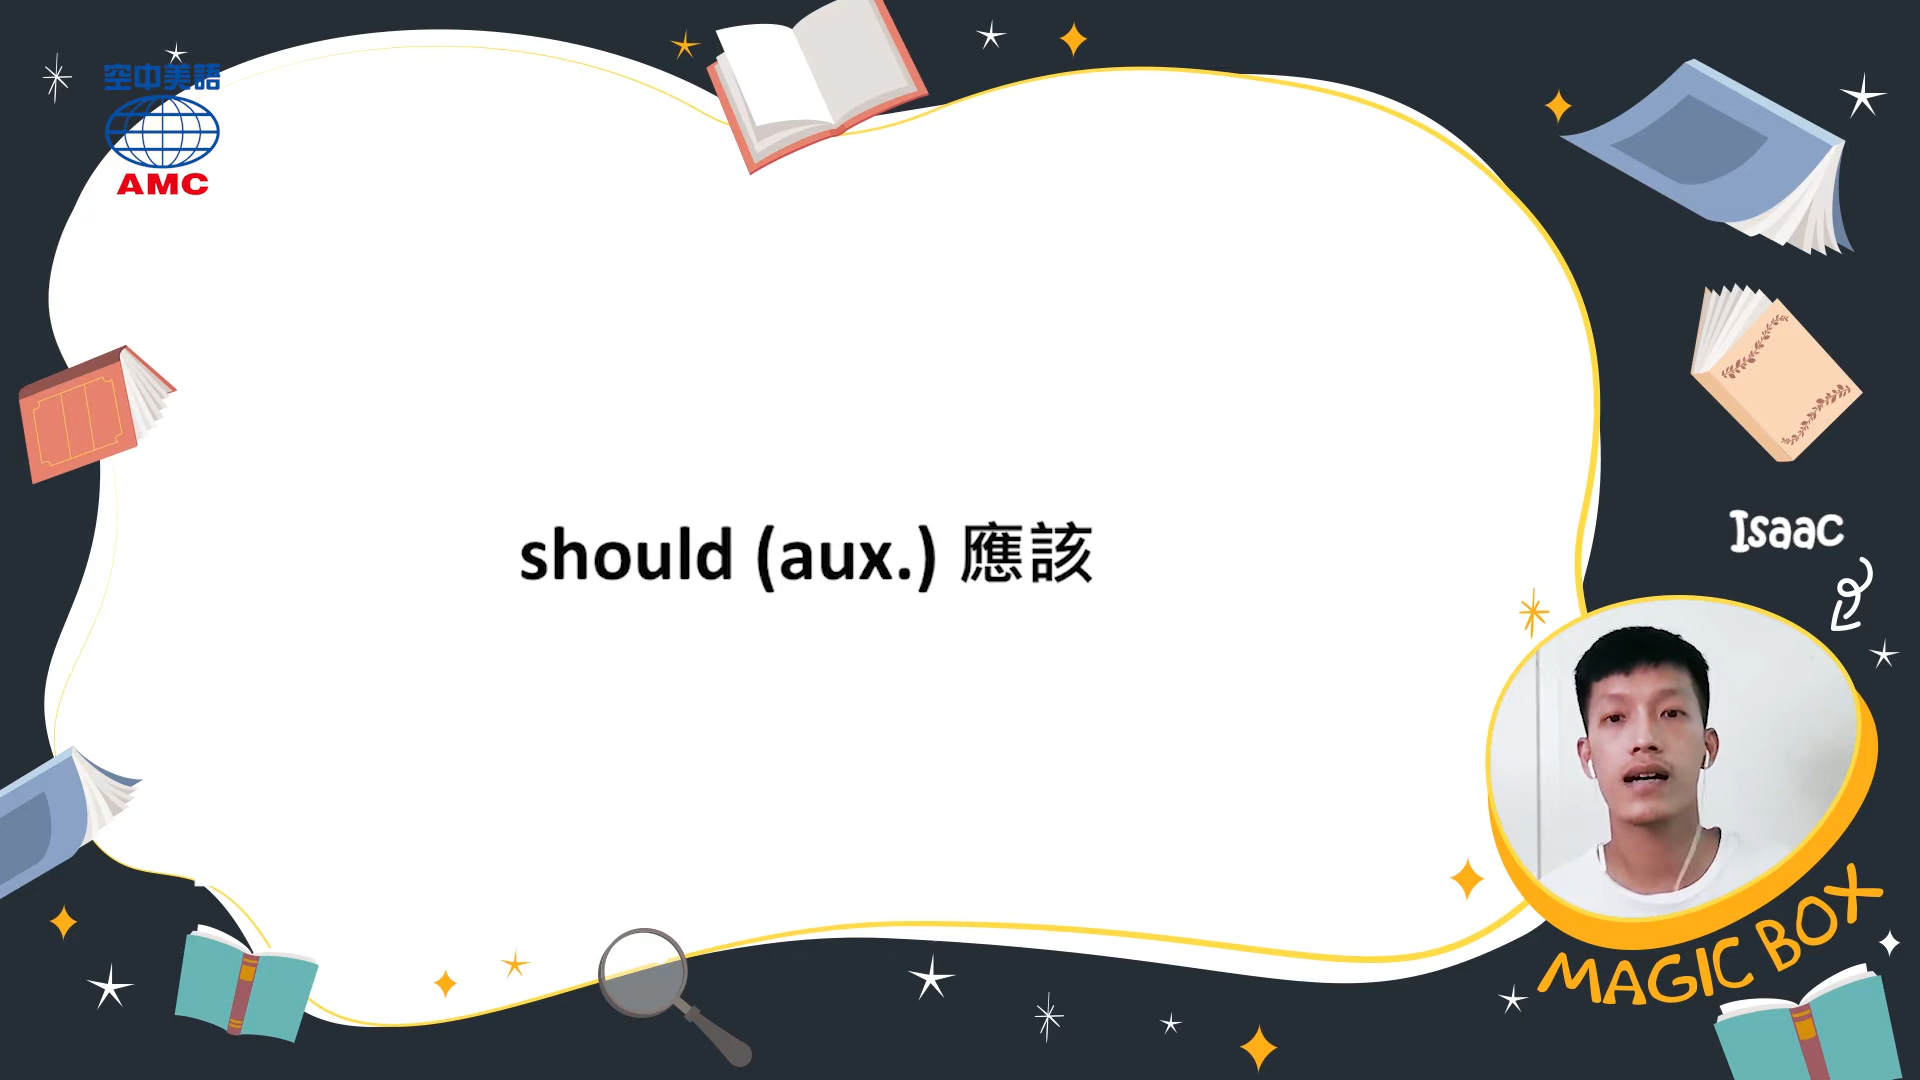 空中美語
AMC
should (aux.) 應該
Isaac
MAGIC BOX